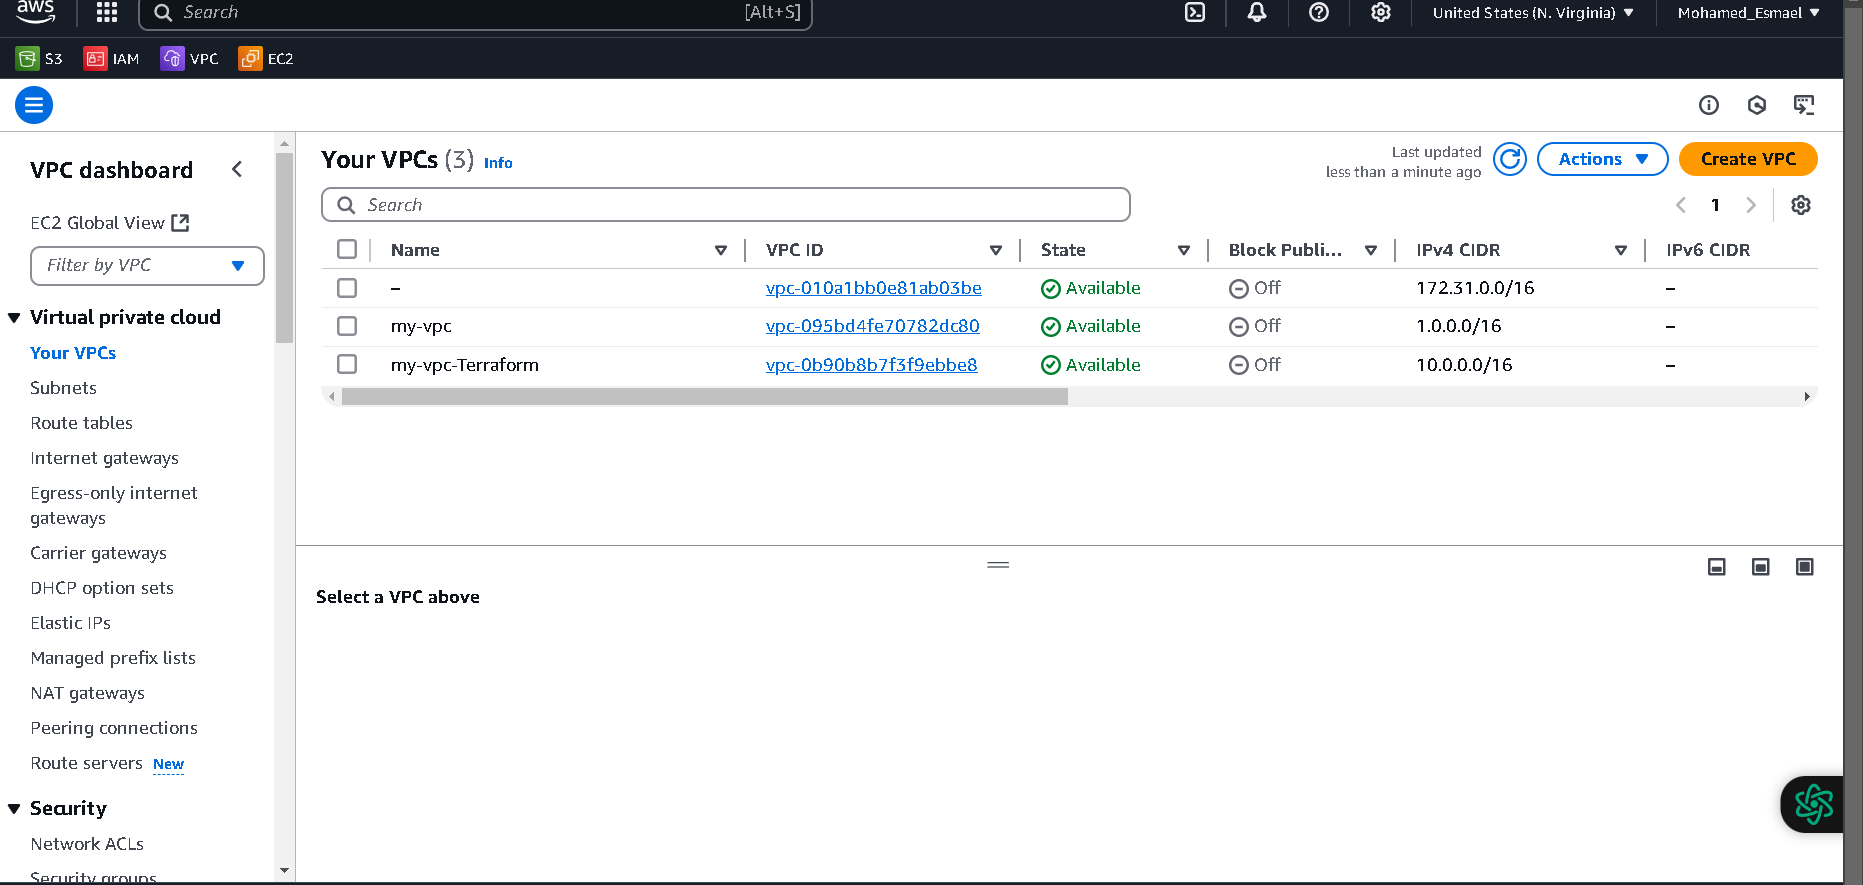 aws
Search [Alt+S]
United States (N. Virginia)
Mohamed_Esmael
S3 IAM VPC EC2
VPC dashboard
EC2 Global View
Filter by VPC
Virtual private cloud
Your VPCs
Subnets
Route tables
Internet gateways
Egress-only internet
gateways
Carrier gateways
DHCP option sets
Elastic IPs
Managed prefix lists
NAT gateways
Peering connections
Route servers New
Security
Network ACLs
Security groups
Your VPCs (3) Info
Last updated
less than a minute ago
Actions
Create VPC
Search
1
Name VPC ID State Block Publi... IPv4 CIDR IPv6 CIDR
– vpc-010a1bb0e81ab03be Available Off 172.31.0.0/16 –
my-vpc vpc-095bd4fe70782dc80 Available Off 1.0.0.0/16 –
my-vpc-Terraform vpc-0b90b8b7f3f9ebbe8 Available Off 10.0.0.0/16 –
Select a VPC above